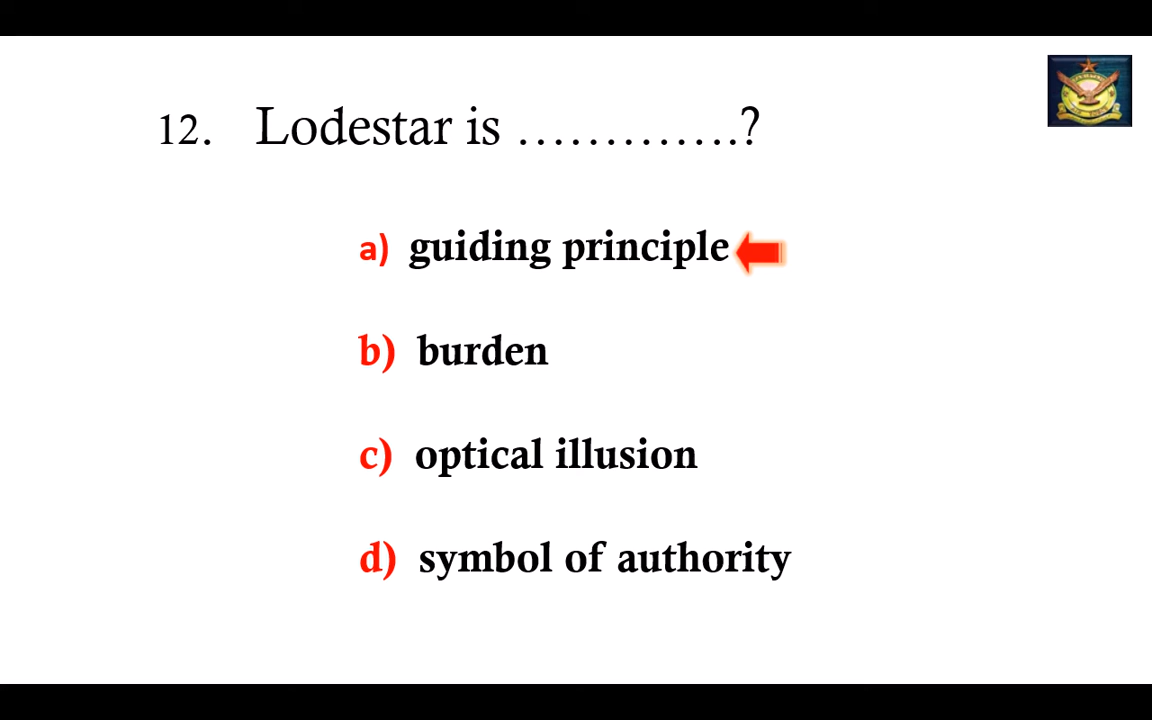 12. Lodestar is .............?
a) guiding principle
b) burden
c) optical illusion
d) symbol of authority